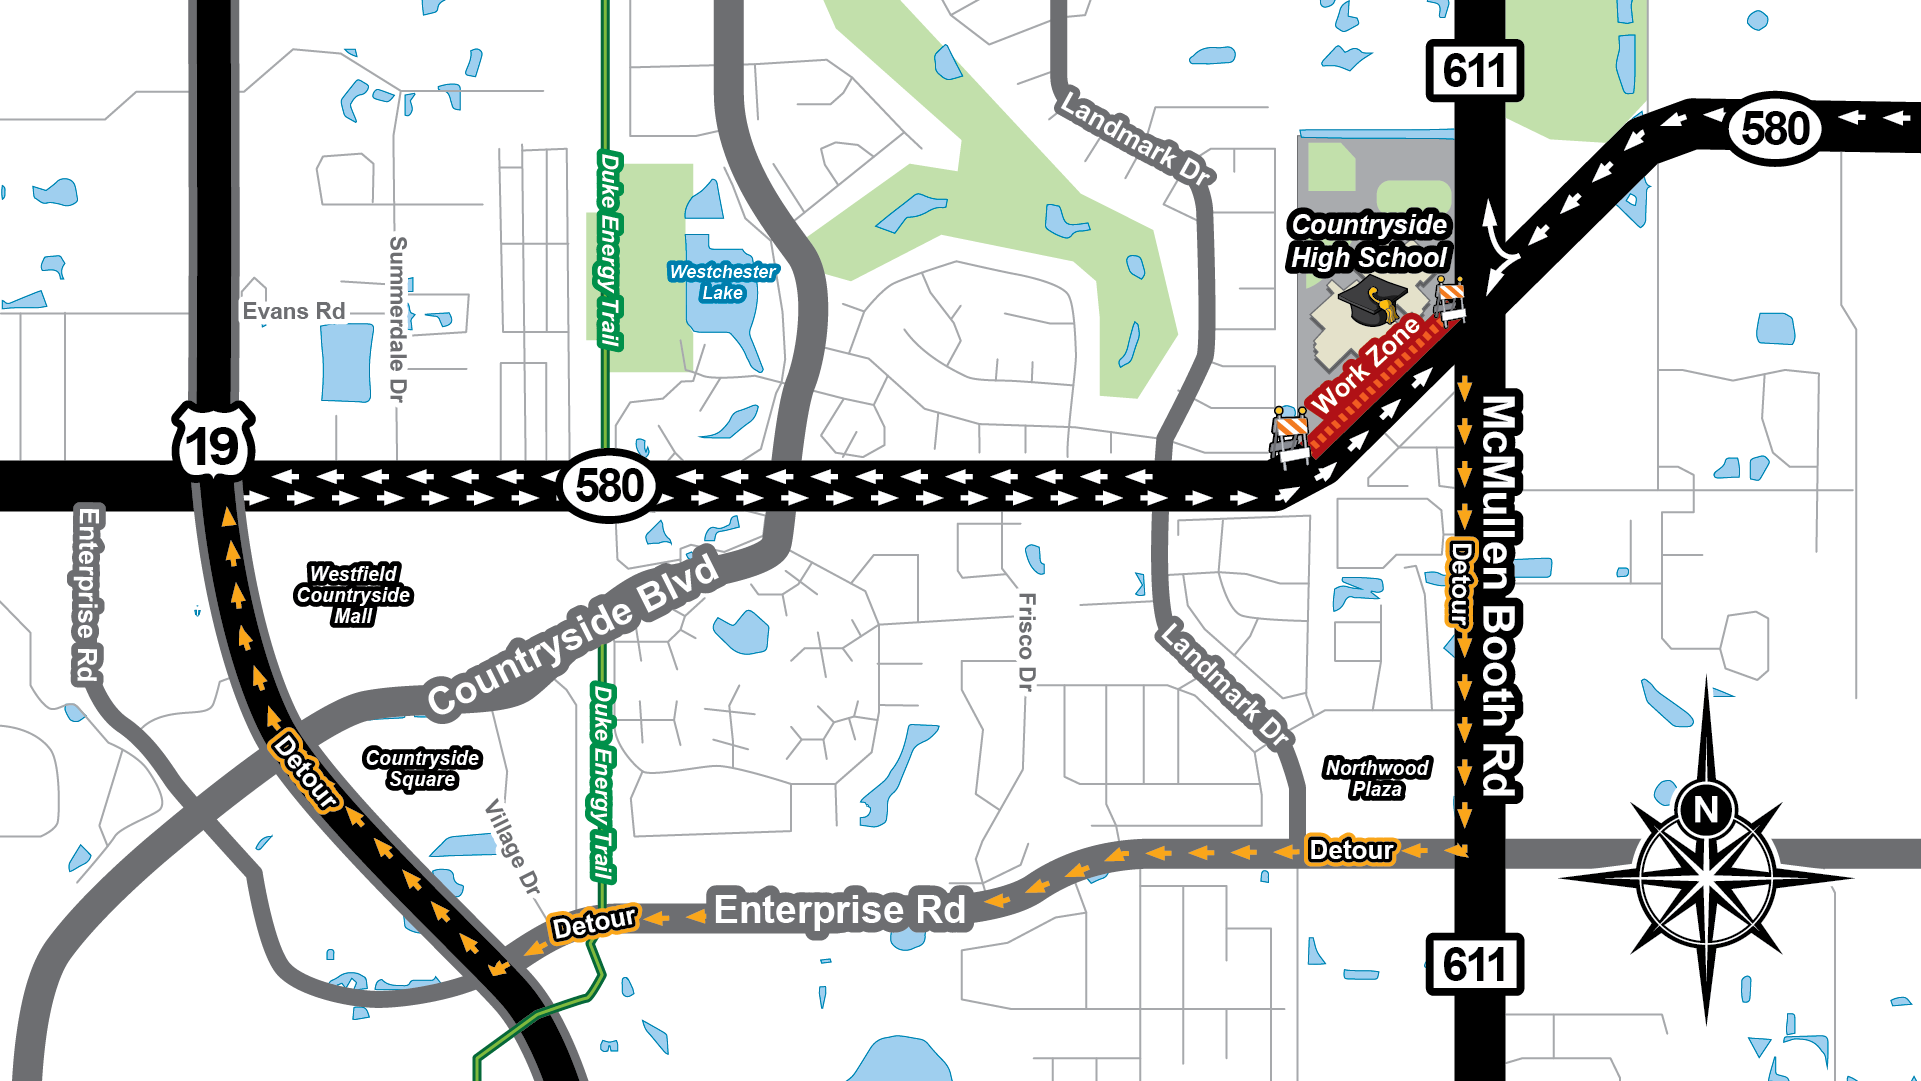 611
580
Landmark Dr
Duke Energy Trail
Countryside
High School
Summerdale Dr
Westchester
Lake
Evans Rd
Work Zone
19
580
McMullen Booth Rd
Enterprise Rd
Westfield
Countryside
Mall
Detour
Countryside Blvd
Frisco Dr
Landmark Dr
Duke Energy Trail
Detour
Countryside
Square
Northwood
Plaza
N
Village Dr
Detour
Enterprise Rd
Detour
611